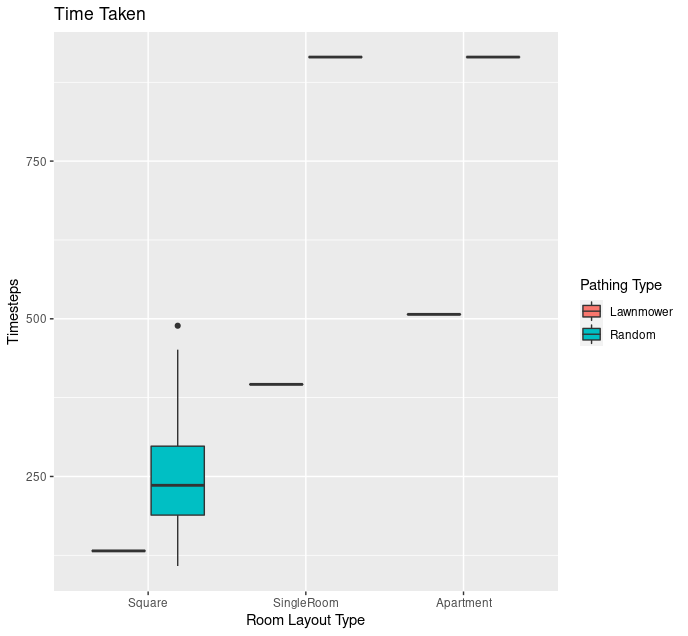 Time Taken
750
500
250
Timesteps
Square
SingleRoom
Apartment
Room Layout Type
Pathing Type
Lawnmower
Random